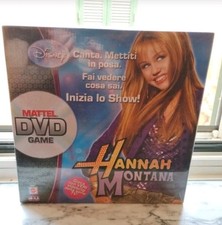 Disney
Canta. Mettiti
in posa.
Fai vedere
cosa sai.
Inizia lo Show!
MATTEL
DVD
GAME
HANNAH
MONTANA